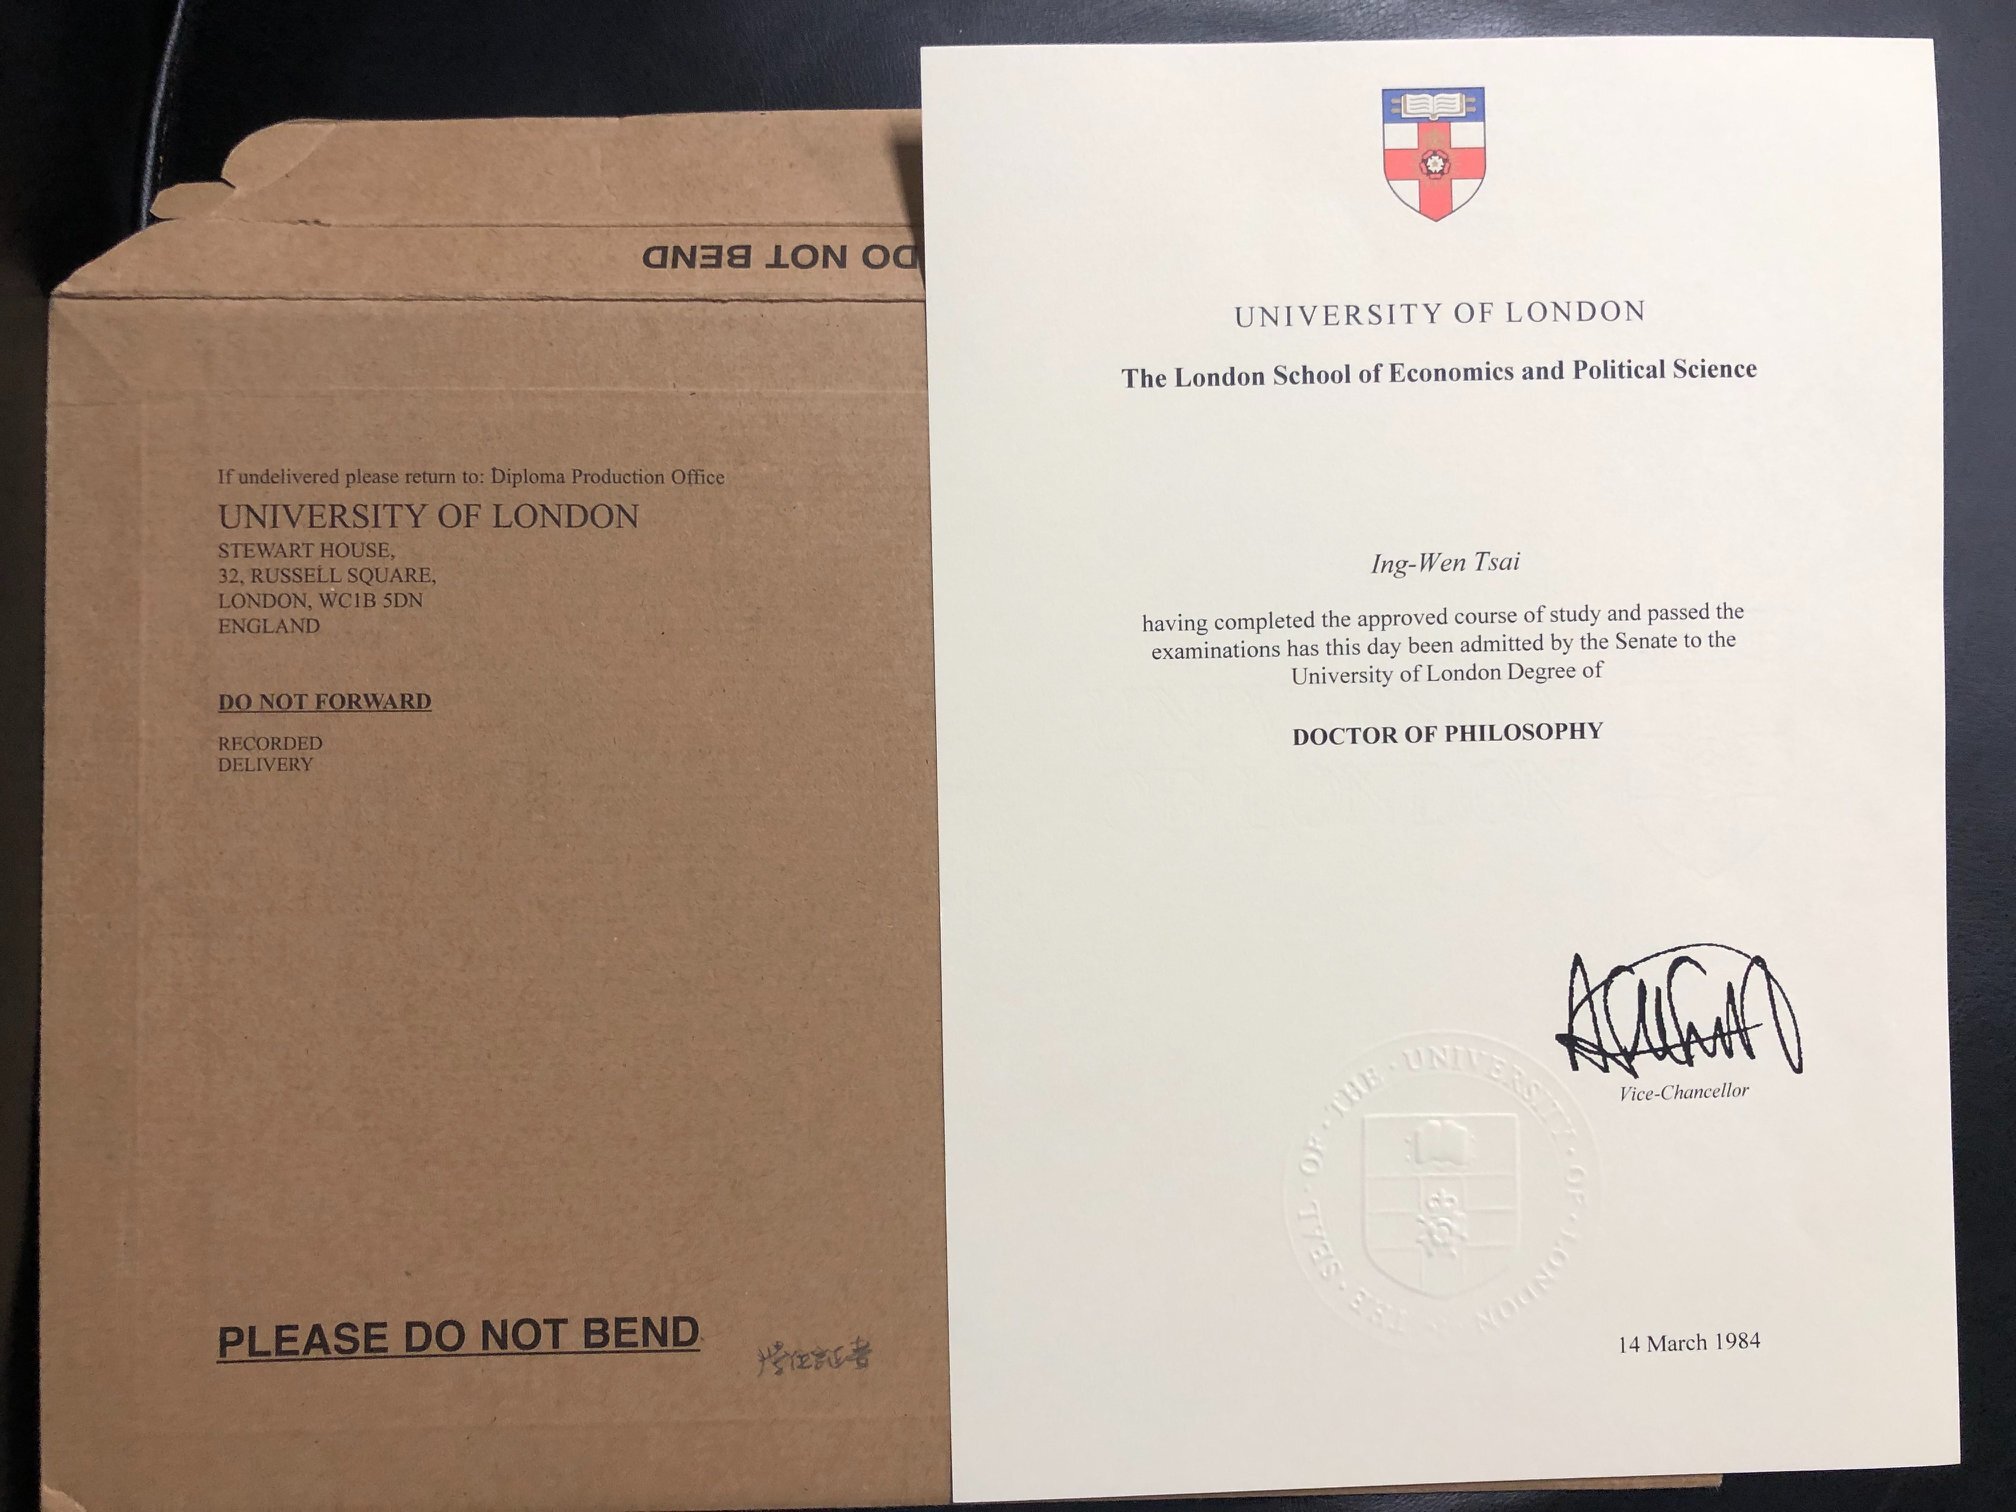 DO NOT BEND
If undelivered please return to: Diploma Production Office
UNIVERSITY OF LONDON
STEWART HOUSE,
32, RUSSELL SQUARE,
LONDON, WC1B 5DN
ENGLAND
DO NOT FORWARD
RECORDED
DELIVERY
PLEASE DO NOT BEND
學位証書
UNIVERSITY OF LONDON
The London School of Economics and Political Science
Ing-Wen Tsai
having completed the approved course of study and passed the
examinations has this day been admitted by the Senate to the
University of London Degree of
DOCTOR OF PHILOSOPHY
Vice-Chancellor
THE · SEAL · OF · THE · UNIVERSITY · OF · LONDON
14 March 1984